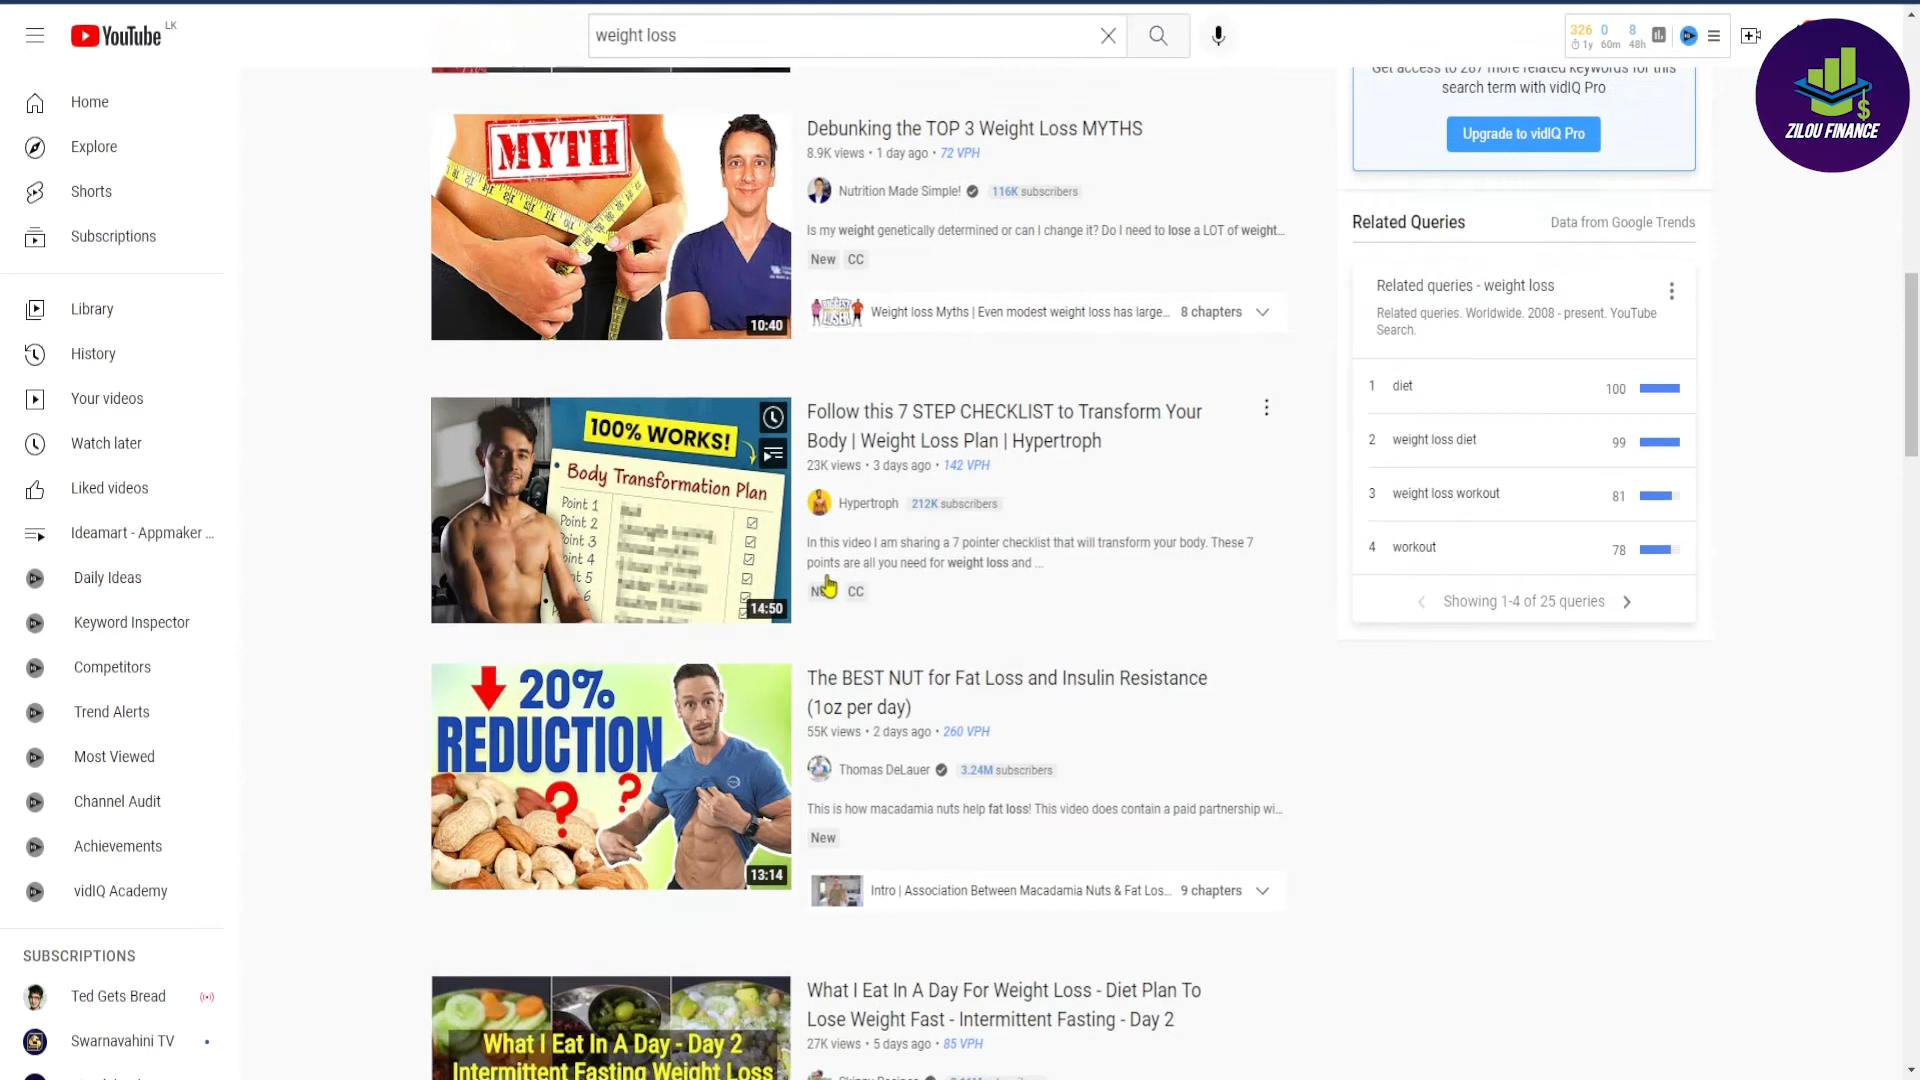 YouTube LK
weight loss
326 0 8
1y 60m 48h
ZILOU FINANCE
Home
Explore
Shorts
Subscriptions
Library
History
Your videos
Watch later
Liked videos
Ideamart - Appmaker ...
Daily Ideas
Keyword Inspector
Competitors
Trend Alerts
Most Viewed
Channel Audit
Achievements
vidIQ Academy
SUBSCRIPTIONS
Ted Gets Bread
Swarnavahini TV
MYTH
10:40
Debunking the TOP 3 Weight Loss MYTHS
8.9K views • 1 day ago • 72 VPH
Nutrition Made Simple! 116K subscribers
Is my weight genetically determined or can I change it? Do I need to lose a LOT of weight...
New CC
Weight loss Myths | Even modest weight loss has large... 8 chapters
100% WORKS!
Body Transformation Plan
Point 1
Point 2
Point 3
14:50
Follow this 7 STEP CHECKLIST to Transform Your
Body | Weight Loss Plan | Hypertroph
23K views • 3 days ago • 142 VPH
Hypertroph 212K subscribers
In this video I am sharing a 7 pointer checklist that will transform your body. These 7
points are all you need for weight loss and ...
CC
20%
REDUCTION
? ?
13:14
The BEST NUT for Fat Loss and Insulin Resistance
(1oz per day)
55K views • 2 days ago • 260 VPH
Thomas DeLauer 3.24M subscribers
This is how macadamia nuts help fat loss! This video does contain a paid partnership wi...
New
Intro | Association Between Macadamia Nuts & Fat Los... 9 chapters
What I Eat In A Day - Day 2
Intermittent Fasting Weight Loss
What I Eat In A Day For Weight Loss - Diet Plan To
Lose Weight Fast - Intermittent Fasting - Day 2
27K views • 5 days ago • 85 VPH
Get access to 287 more related keywords for this
search term with vidIQ Pro
Upgrade to vidIQ Pro
Related Queries Data from Google Trends
Related queries - weight loss
Related queries. Worldwide. 2008 - present. YouTube
Search.
1 diet 100
2 weight loss diet 99
3 weight loss workout 81
4 workout 78
Showing 1-4 of 25 queries